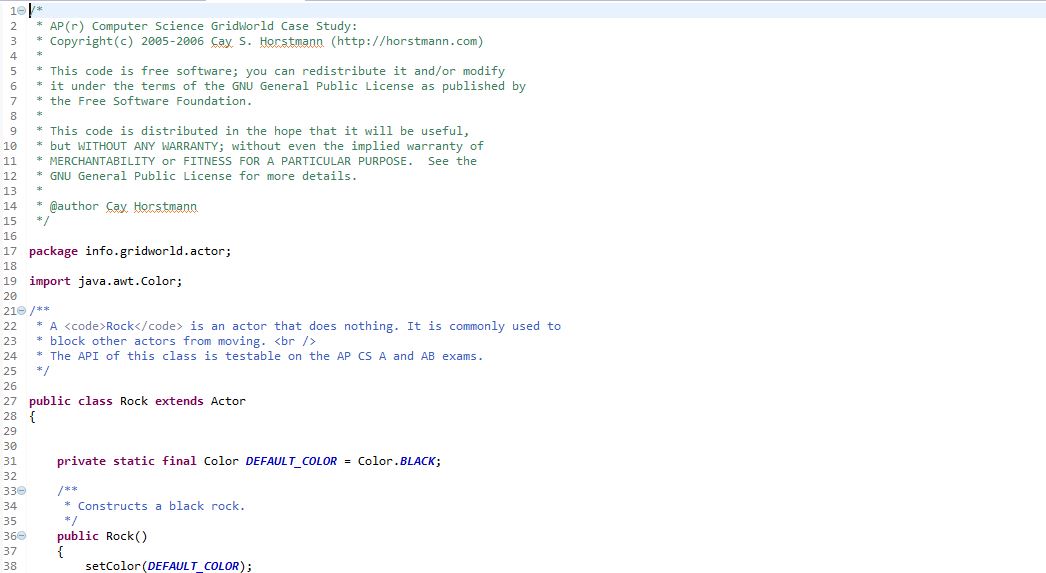 1 /*
2  * AP(r) Computer Science GridWorld Case Study:
3  * Copyright(c) 2005-2006 Cay S. Horstmann (http://horstmann.com)
4  *
5  * This code is free software; you can redistribute it and/or modify
6  * it under the terms of the GNU General Public License as published by
7  * the Free Software Foundation.
8  *
9  * This code is distributed in the hope that it will be useful,
10  * but WITHOUT ANY WARRANTY; without even the implied warranty of
11  * MERCHANTABILITY or FITNESS FOR A PARTICULAR PURPOSE.  See the
12  * GNU General Public License for more details.
13  *
14  * @author Cay Horstmann
15  */
16
17 package info.gridworld.actor;
18
19 import java.awt.Color;
20
21 /**
22  * A <code>Rock</code> is an actor that does nothing. It is commonly used to
23  * block other actors from moving. <br />
24  * The API of this class is testable on the AP CS A and AB exams.
25  */
26
27 public class Rock extends Actor
28 {
29
30
31     private static final Color DEFAULT_COLOR = Color.BLACK;
32
33     /**
34      * Constructs a black rock.
35      */
36     public Rock()
37     {
38         setColor(DEFAULT_COLOR);